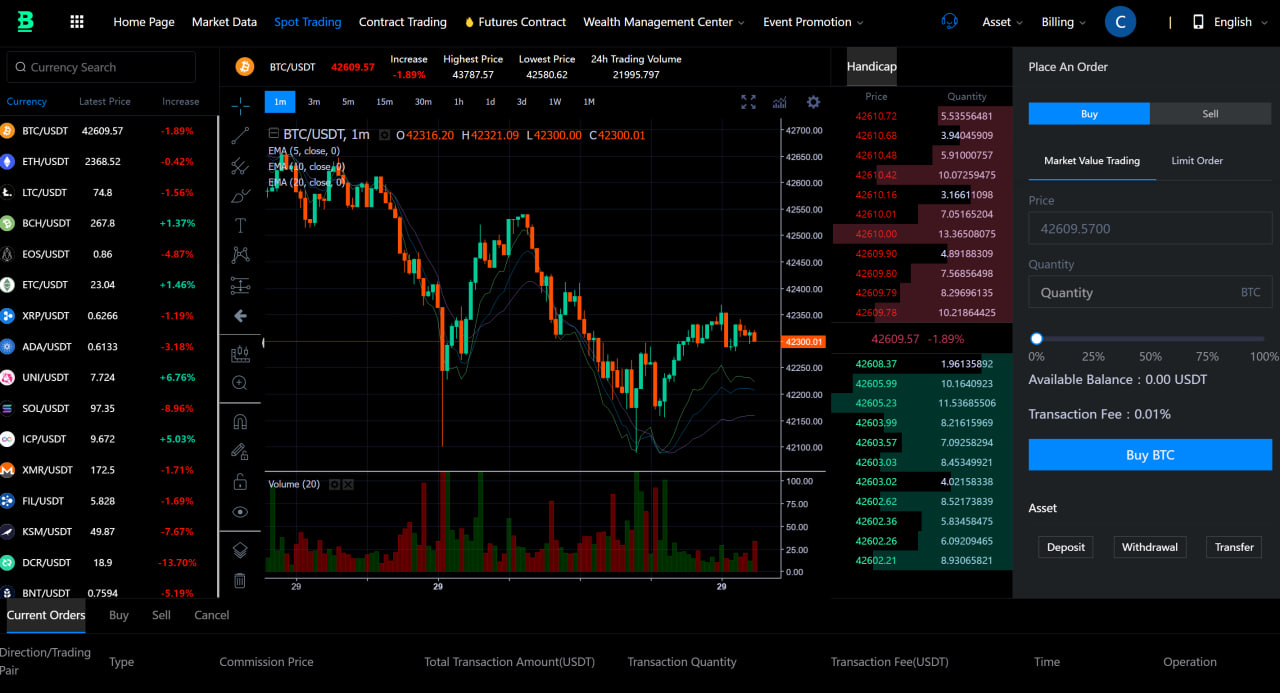 Home Page Market Data Spot Trading Contract Trading Futures Contract Wealth Management Center Event Promotion Asset Billing C | English
Currency Search
Currency Latest Price Increase
BTC/USDT 42609.57 -1.89%
ETH/USDT 2368.52 -0.42%
LTC/USDT 74.8 -1.56%
BCH/USDT 267.8 +1.37%
EOS/USDT 0.86 -4.87%
ETC/USDT 23.04 +1.46%
XRP/USDT 0.6266 -1.19%
ADA/USDT 0.6133 -3.18%
UNI/USDT 7.724 +6.76%
SOL/USDT 97.35 -8.96%
ICP/USDT 9.672 +5.03%
XMR/USDT 172.5 -1.71%
FIL/USDT 5.828 -1.69%
KSM/USDT 49.87 -7.67%
DCR/USDT 18.9 -13.70%
BNT/USDT 0.7594 -5.19%
BTC/USDT 42609.57
Increase Highest Price Lowest Price 24h Trading Volume
-1.89% 43787.57 42580.62 21995.797
1m 3m 5m 15m 30m 1h 1d 3d 1W 1M
BTC/USDT, 1m O42316.20 H42321.09 L42300.00 C42300.01
EMA (5, close, 0)
EMA (10, close, 0)
EMA (20, close, 0)
42700.00
42650.00
42600.00
42550.00
42500.00
42450.00
42400.00
42350.00
42300.01
42250.00
42200.00
42150.00
42100.00
Volume (20)
100.00
75.00
50.00
25.00
0.00
29 29 29
Handicap
Price Quantity
42610.72 5.53556481
42610.68 3.94045909
42610.48 5.91000757
42610.42 10.07259475
42610.16 3.16611098
42610.01 7.05165204
42610.00 13.36508075
42609.90 4.89188309
42609.80 7.56856498
42609.79 8.29696135
42609.78 10.21864425
42609.57 -1.89%
42608.37 1.96135892
42605.99 10.1640923
42605.23 11.53685506
42603.99 8.21615969
42603.57 7.09258294
42603.03 8.45349921
42603.02 4.02158338
42602.62 8.52173839
42602.36 5.83458475
42602.26 6.09209465
42602.21 8.93065821
Place An Order
Buy Sell
Market Value Trading Limit Order
Price
42609.5700
Quantity
Quantity BTC
0% 25% 50% 75% 100%
Available Balance : 0.00 USDT
Transaction Fee : 0.01%
Buy BTC
Asset
Deposit Withdrawal Transfer
Current Orders Buy Sell Cancel
Direction/Trading
Pair Type Commission Price Total Transaction Amount(USDT) Transaction Quantity Transaction Fee(USDT) Time Operation